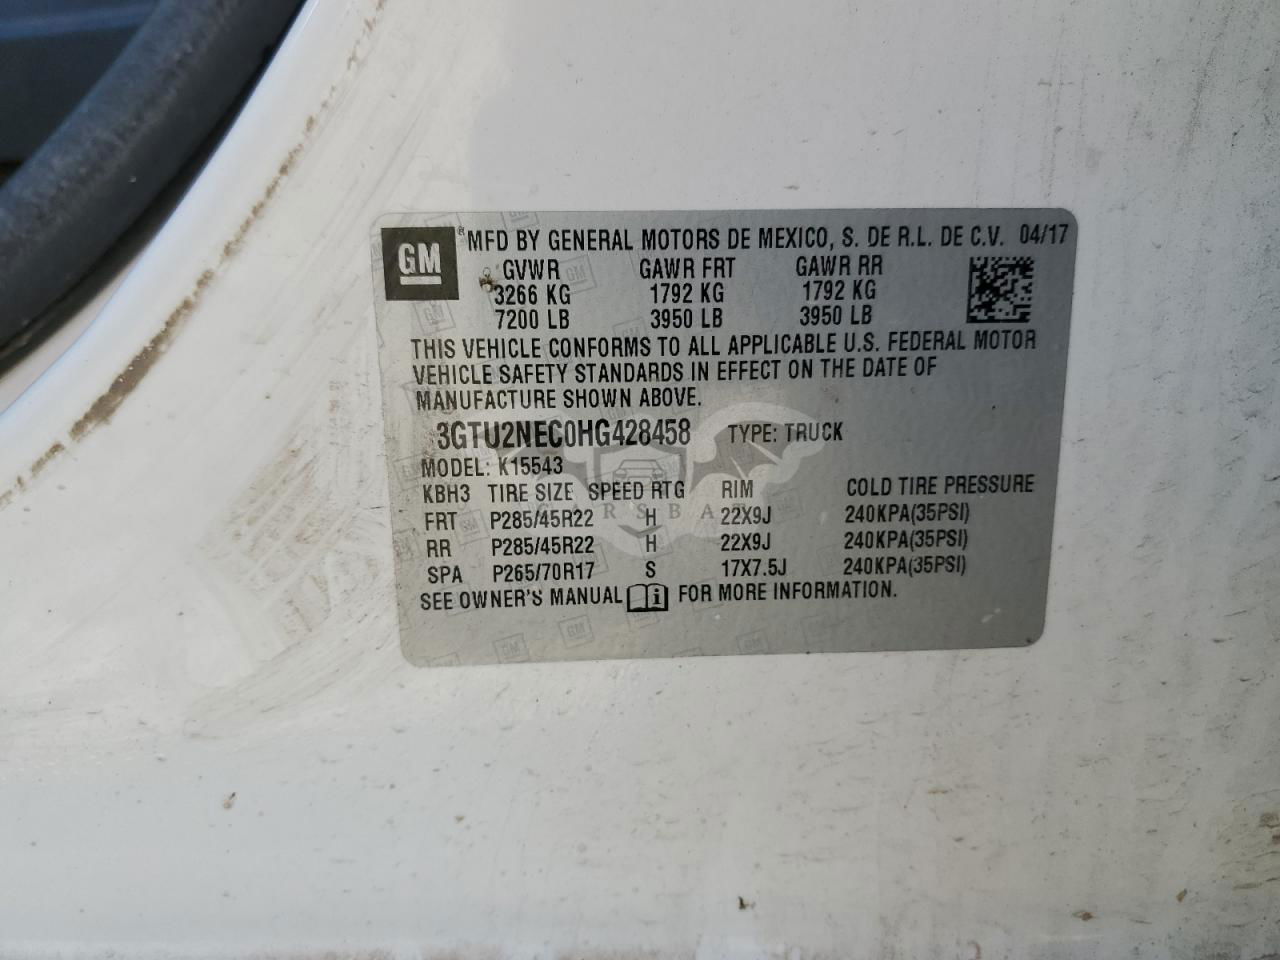 GM ® MFD BY GENERAL MOTORS DE MEXICO, S. DE R.L. DE C.V. 04/17
GVWR GAWR FRT GAWR RR
3266 KG 1792 KG 1792 KG
7200 LB 3950 LB 3950 LB
THIS VEHICLE CONFORMS TO ALL APPLICABLE U.S. FEDERAL MOTOR
VEHICLE SAFETY STANDARDS IN EFFECT ON THE DATE OF
MANUFACTURE SHOWN ABOVE.
3GTU2NEC0HG428458 TYPE: TRUCK
MODEL: K15543
KBH3 TIRE SIZE SPEED RTG RIM COLD TIRE PRESSURE
FRT P285/45R22 H 22X9J 240KPA(35PSI)
CARSBAT
RR P285/45R22 H 22X9J 240KPA(35PSI)
SPA P265/70R17 S 17X7.5J 240KPA(35PSI)
SEE OWNER'S MANUAL i FOR MORE INFORMATION.